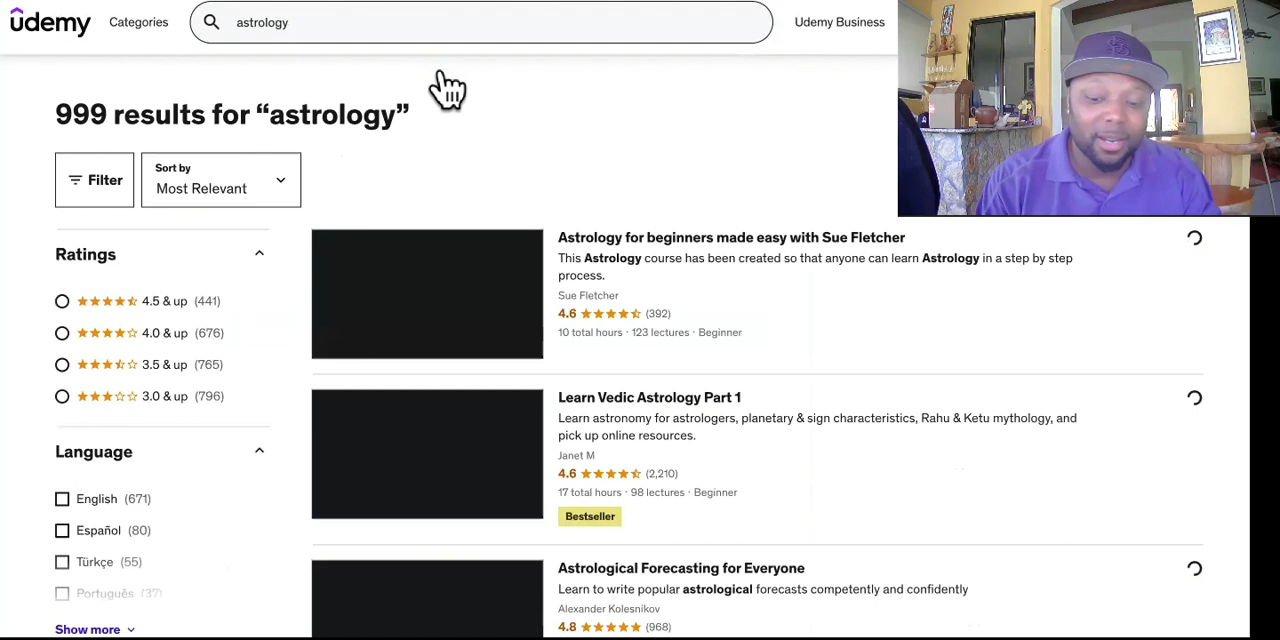 udemy
Categories
astrology
Udemy Business
999 results for “astrology”
Filter
Sort by
Most Relevant
Ratings
4.5 & up (441)
4.0 & up (676)
3.5 & up (765)
3.0 & up (796)
Language
English (671)
Español (80)
Türkçe (55)
Português (37)
Show more
Astrology for beginners made easy with Sue Fletcher
This Astrology course has been created so that anyone can learn Astrology in a step by step
process.
Sue Fletcher
4.6 (392)
10 total hours · 123 lectures · Beginner
Learn Vedic Astrology Part 1
Learn astronomy for astrologers, planetary & sign characteristics, Rahu & Ketu mythology, and
pick up online resources.
Janet M
4.6 (2,210)
17 total hours · 98 lectures · Beginner
Bestseller
Astrological Forecasting for Everyone
Learn to write popular astrological forecasts competently and confidently
Alexander Kolesnikov
4.8 (968)